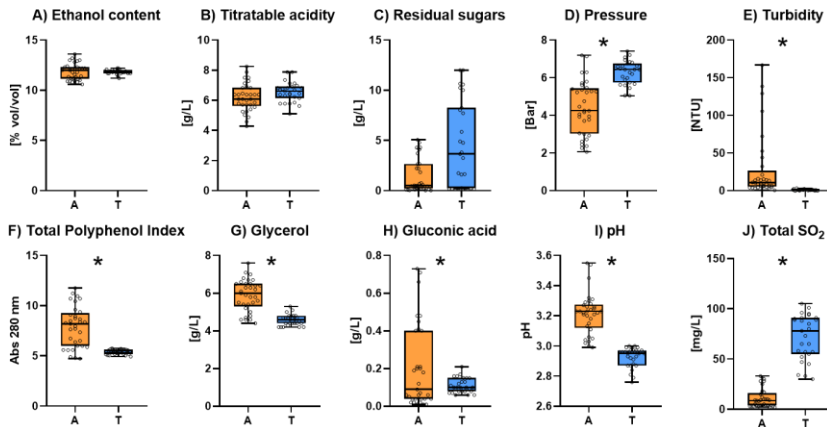 A) Ethanol content
[% vol/vol]
15
10
5
0
A
T
B) Titratable acidity
[g/L]
10
8
6
4
2
0
A
T
C) Residual sugars
[g/L]
15
10
5
0
A
T
D) Pressure
[Bar]
8
6
4
2
0
*
A
T
E) Turbidity
[NTU]
200
150
100
50
0
*
A
T
F) Total Polyphenol Index
Abs 280 nm
15
10
5
0
*
A
T
G) Glycerol
[g/L]
8
6
4
2
0
*
A
T
H) Gluconic acid
[g/L]
0.8
0.6
0.4
0.2
0.0
*
A
T
I) pH
pH
3.6
3.4
3.2
3.0
2.8
2.6
*
A
T
J) Total SO₂
[mg/L]
150
100
50
0
*
A
T